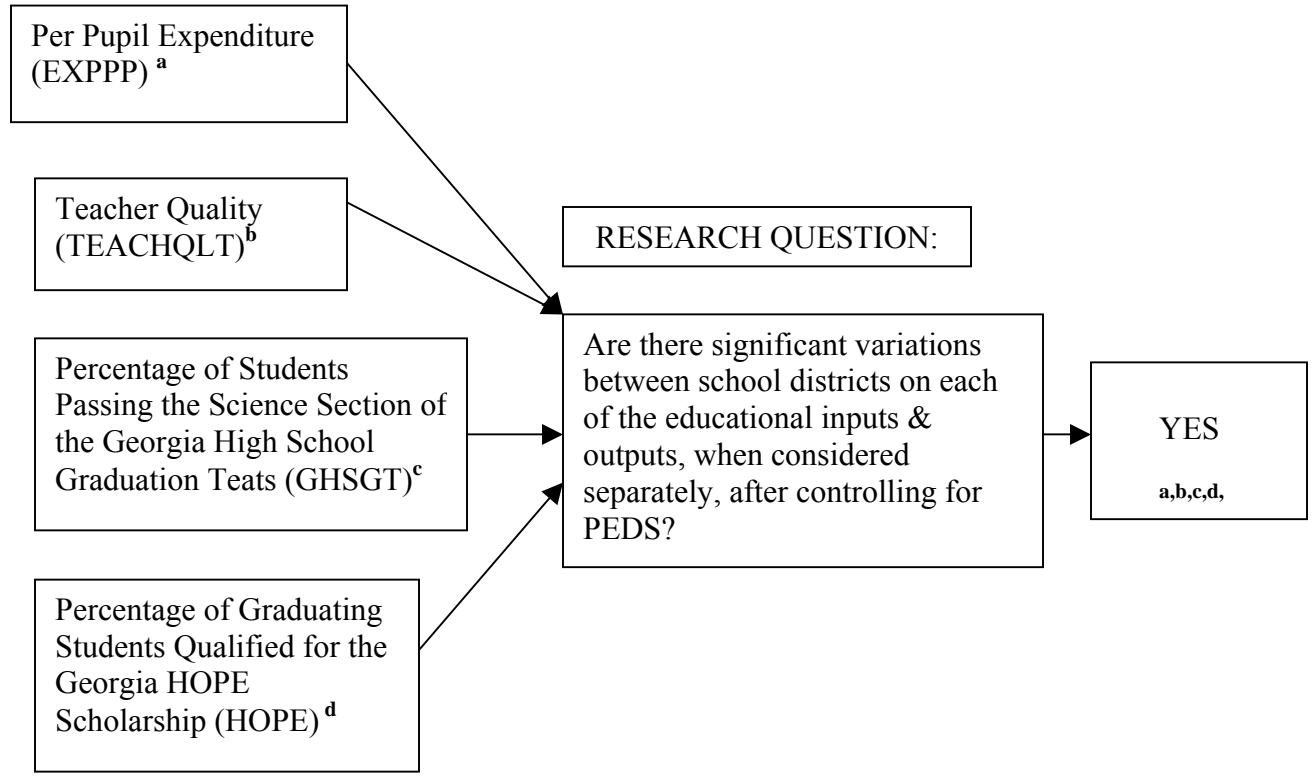 Per Pupil Expenditure
(EXPPP) a
Teacher Quality
(TEACHQLT)b
RESEARCH QUESTION:
Percentage of Students
Passing the Science Section of
the Georgia High School
Graduation Teats (GHSGT)c
Are there significant variations
between school districts on each
of the educational inputs &
outputs, when considered
separately, after controlling for
PEDS?
YES
a,b,c,d,
Percentage of Graduating
Students Qualified for the
Georgia HOPE
Scholarship (HOPE) d